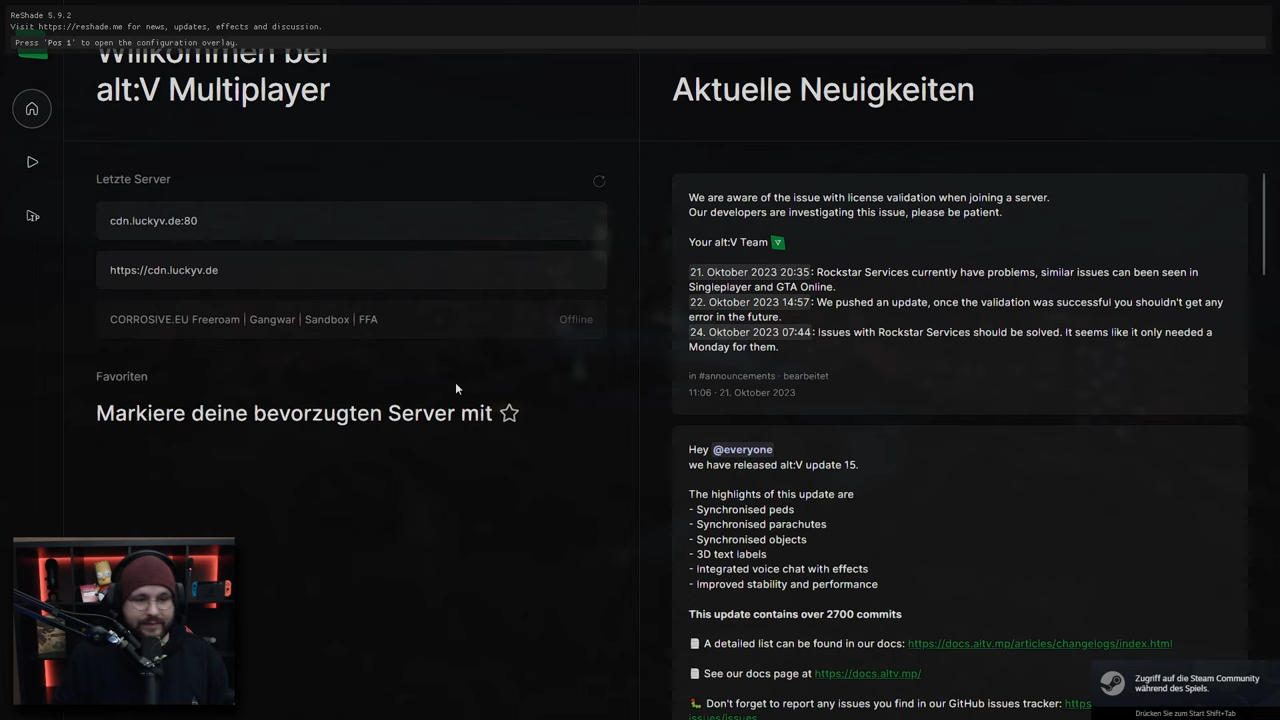 ReShade 5.9.2
Visit https://reshade.me for news, updates, effects and discussion.
Press 'Pos 1' to open the configuration overlay.
Willkommen bei
alt:V Multiplayer
Letzte Server
cdn.luckyv.de:80
https://cdn.luckyv.de
CORROSIVE.EU Freeroam | Gangwar | Sandbox | FFA
Offline
Favoriten
Markiere deine bevorzugten Server mit
Aktuelle Neuigkeiten
We are aware of the issue with license validation when joining a server.
Our developers are investigating this issue, please be patient.
Your alt:V Team
21. Oktober 2023 20:35: Rockstar Services currently have problems, similar issues can been seen in
Singleplayer and GTA Online.
22. Oktober 2023 14:57: We pushed an update, once the validation was successful you shouldn't get any
error in the future.
24. Oktober 2023 07:44: Issues with Rockstar Services should be solved. It seems like it only needed a
Monday for them.
in #announcements · bearbeitet
11:06 · 21. Oktober 2023
Hey @everyone
we have released alt:V update 15.
The highlights of this update are
- Synchronised peds
- Synchronised parachutes
- Synchronised objects
- 3D text labels
- Integrated voice chat with effects
- Improved stability and performance
This update contains over 2700 commits
A detailed list can be found in our docs: https://docs.altv.mp/articles/changelogs/index.html
See our docs page at https://docs.altv.mp/
Don't forget to report any issues you find in our GitHub issues tracker: https
issues/issues
Zugriff auf die Steam Community
während des Spiels.
Drücken Sie zum Start Shift+Tab